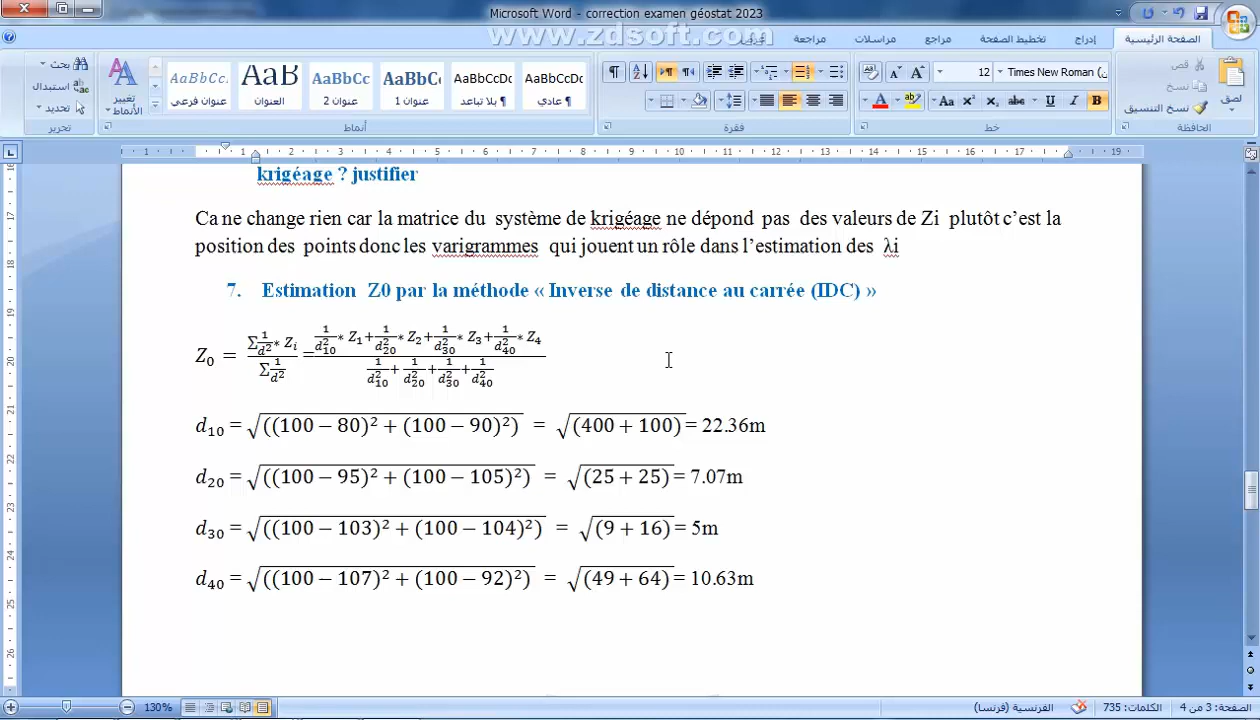 Microsoft Word - correction examen géostat 2023
www.zdsoft.com
الصفحة الرئيسية إدراج تخطيط الصفحة مراجع مراسلات مراجعة عرض
لصق قص نسخ نسخ التنسيق الحافظة
Times New Roman 12 خط
فقرة
AaBbCcDc ¶ عادي
AaBbCcDc ¶ بلا تباعد
AaBbC عنوان 1
AaBbCc عنوان 2
AaB العنوان
AaBbCc. عنوان فرعي
تغيير الأنماط
أنماط
بحث
استبدال
تحديد
تحرير
krigéage ? justifier
Ca ne change rien car la matrice du système de krigéage ne dépond pas des valeurs de Zi plutôt c’est la
position des points donc les varigrammes qui jouent un rôle dans l’estimation des λi
7. Estimation Z0 par la méthode « Inverse de distance au carrée (IDC) »
Z₀ = (∑ 1/d² * Zᵢ)/(∑ 1/d²) = (1/d²₁₀ * Z₁ + 1/d²₂₀ * Z₂ + 1/d²₃₀ * Z₃ + 1/d²₄₀ * Z₄)/(1/d²₁₀ + 1/d²₂₀ + 1/d²₃₀ + 1/d²₄₀)
d₁₀ = √((100 − 80)² + (100 − 90)²) = √(400 + 100) = 22.36m
d₂₀ = √((100 − 95)² + (100 − 105)²) = √(25 + 25) = 7.07m
d₃₀ = √((100 − 103)² + (100 − 104)²) = √(9 + 16) = 5m
d₄₀ = √((100 − 107)² + (100 − 92)²) = √(49 + 64) = 10.63m
الصفحة: 3 من 4 الكلمات: 735 الفرنسية (فرنسا) 130%